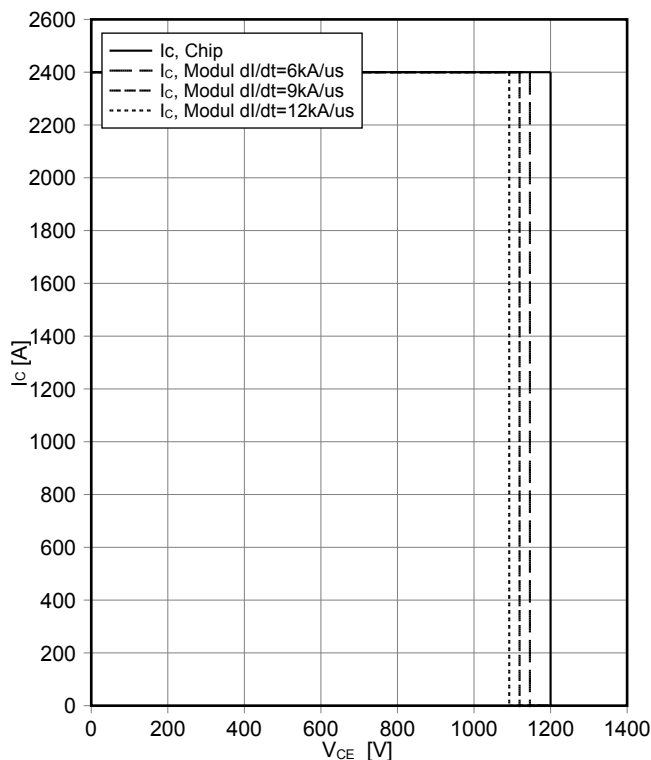 2600
2400
2200
2000
1800
1600
1400
1200
1000
800
600
400
200
0
IC [A]
Ic, Chip
IC, Modul dI/dt=6kA/us
IC, Modul dI/dt=9kA/us
IC, Modul dI/dt=12kA/us
0 200 400 600 800 1000 1200 1400
VCE [V]